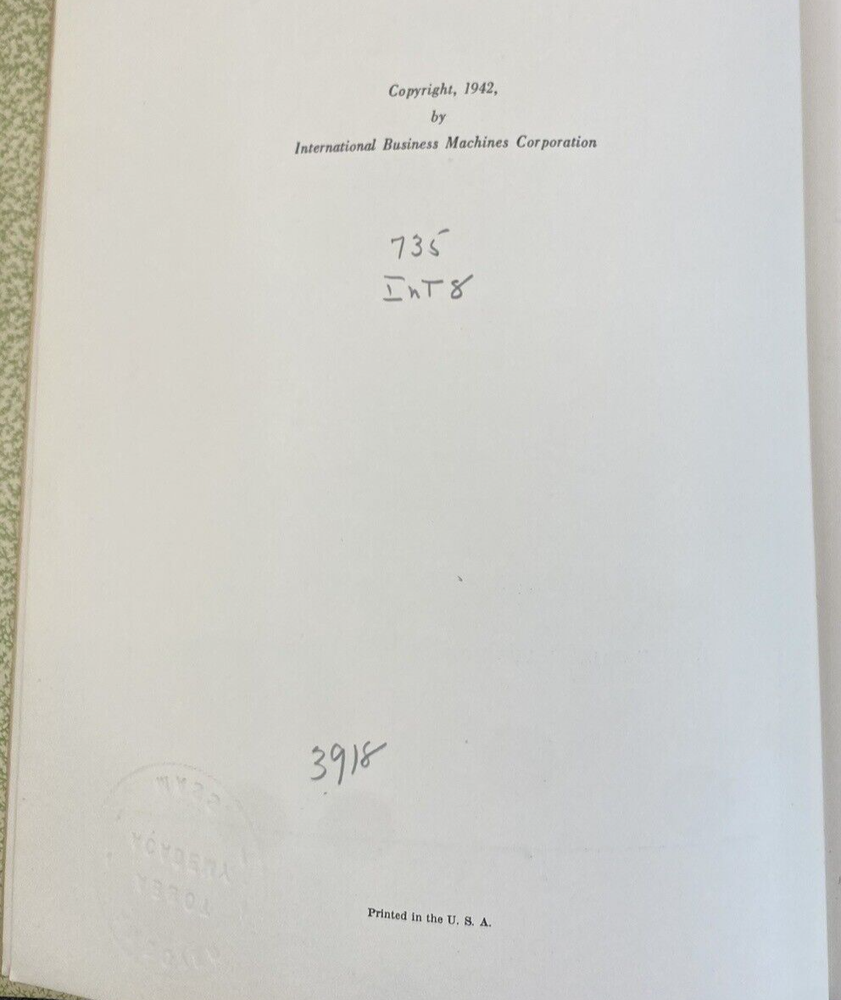 Copyright, 1942,
by
International Business Machines Corporation
735
InT8
3918
Printed in the U. S. A.